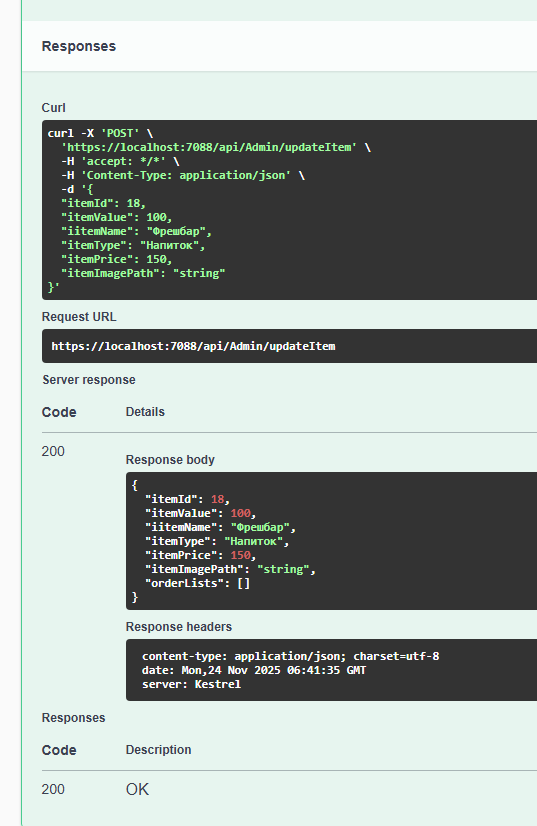 Responses
Curl
curl -X 'POST' \
  'https://localhost:7088/api/Admin/updateItem' \
  -H 'accept: */*' \
  -H 'Content-Type: application/json' \
  -d '{
  "itemId": 18,
  "itemValue": 100,
  "iitemName": "Фрешбар",
  "itemType": "Напиток",
  "itemPrice": 150,
  "itemImagePath": "string"
}'
Request URL
https://localhost:7088/api/Admin/updateItem
Server response
Code Details
200
Response body
{
  "itemId": 18,
  "itemValue": 100,
  "iitemName": "Фрешбар",
  "itemType": "Напиток",
  "itemPrice": 150,
  "itemImagePath": "string",
  "orderLists": []
}
Response headers
content-type: application/json; charset=utf-8
date: Mon,24 Nov 2025 06:41:35 GMT
server: Kestrel
Responses
Code Description
200 OK